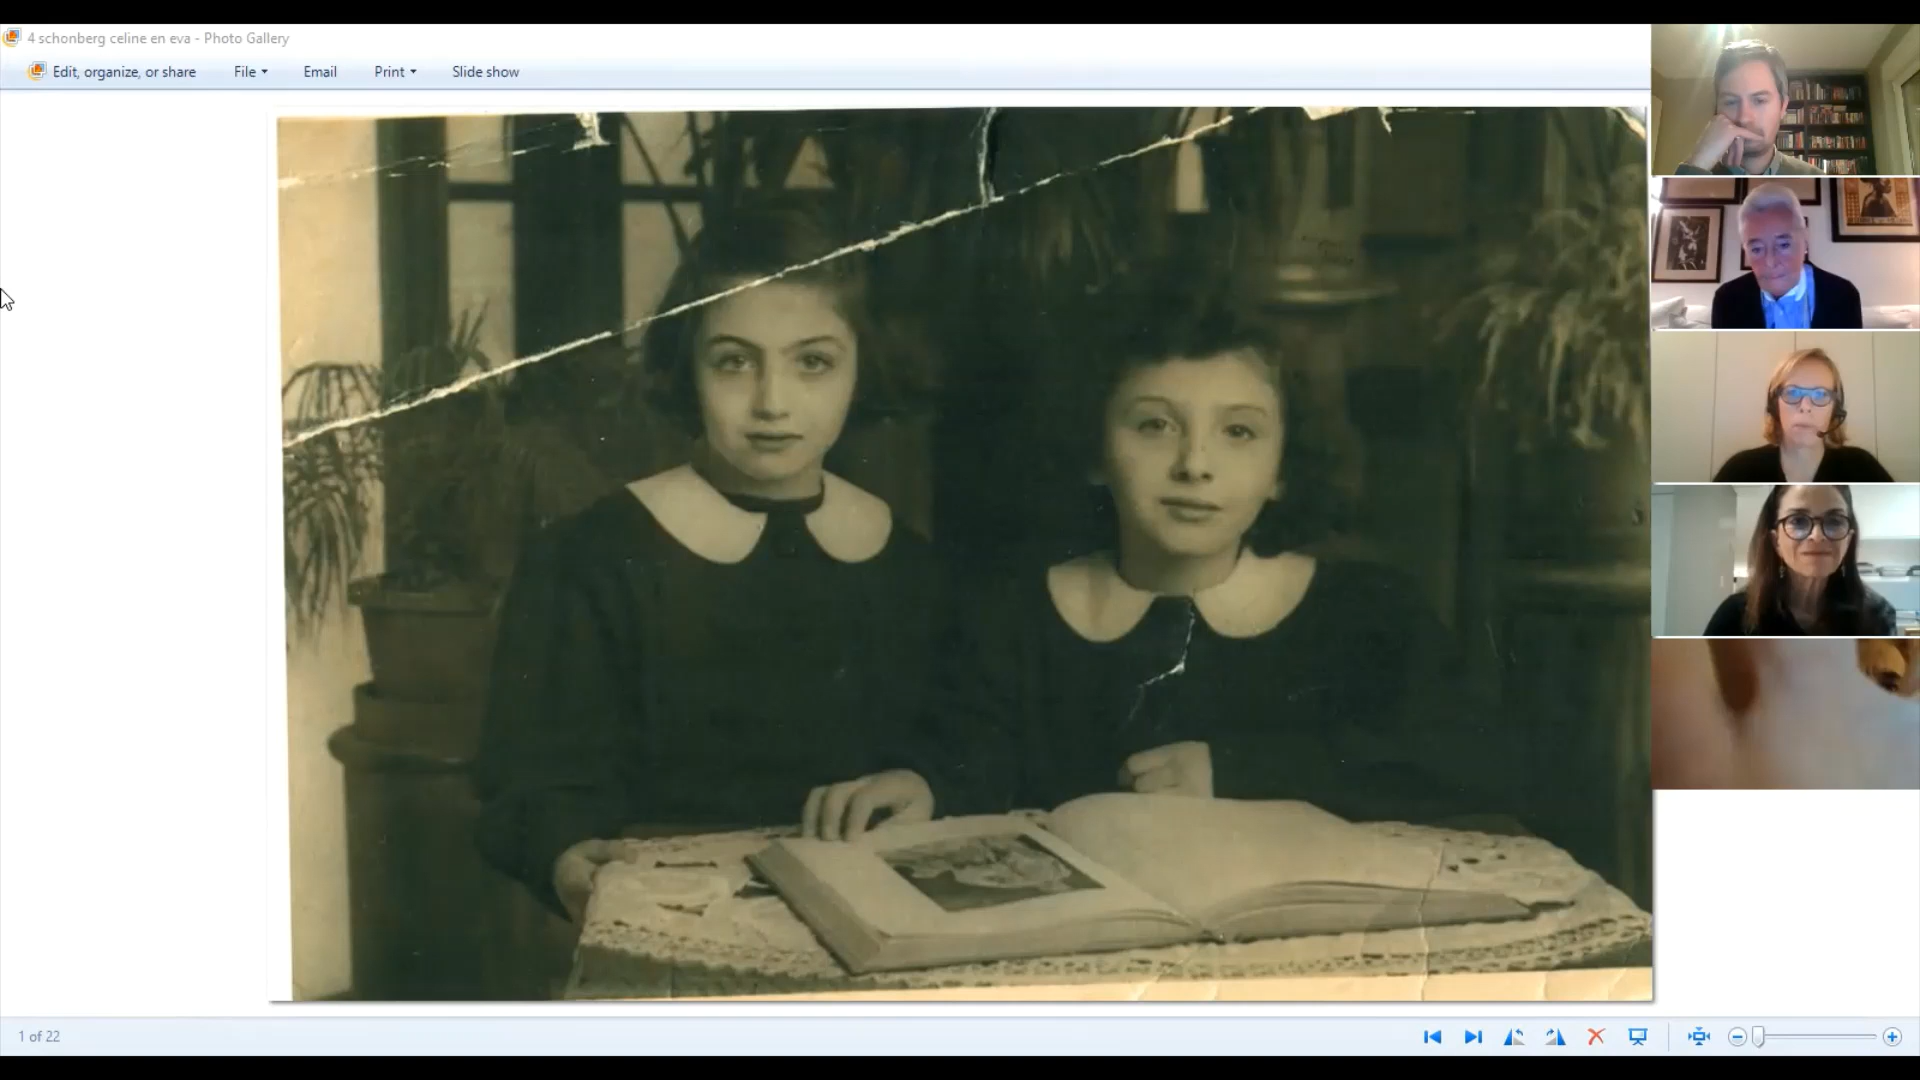 4 schonberg celine en eva - Photo Gallery
Edit, organize, or share File Email Print Slide show
1 of 22